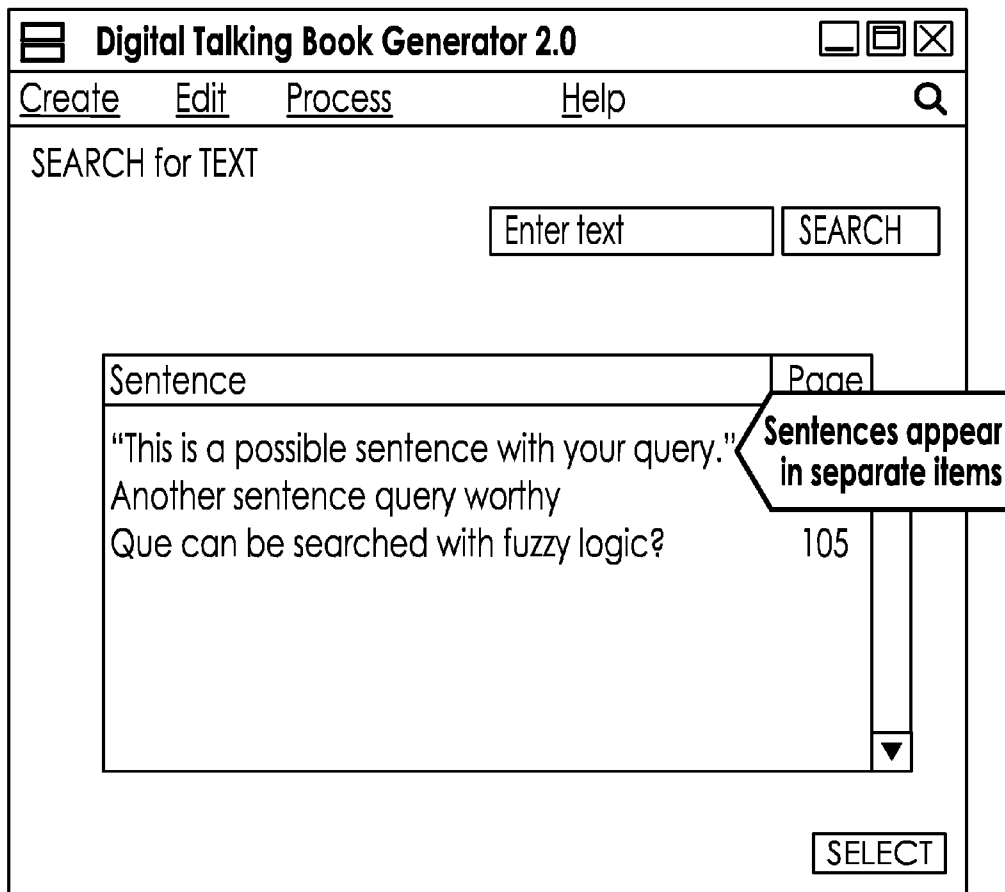 Digital Talking Book Generator 2.0
Create Edit Process Help
SEARCH for TEXT
Enter text SEARCH
Sentence Page
“This is a possible sentence with your query.”
Another sentence query worthy
Que can be searched with fuzzy logic? 105
Sentences appear
in separate items
SELECT